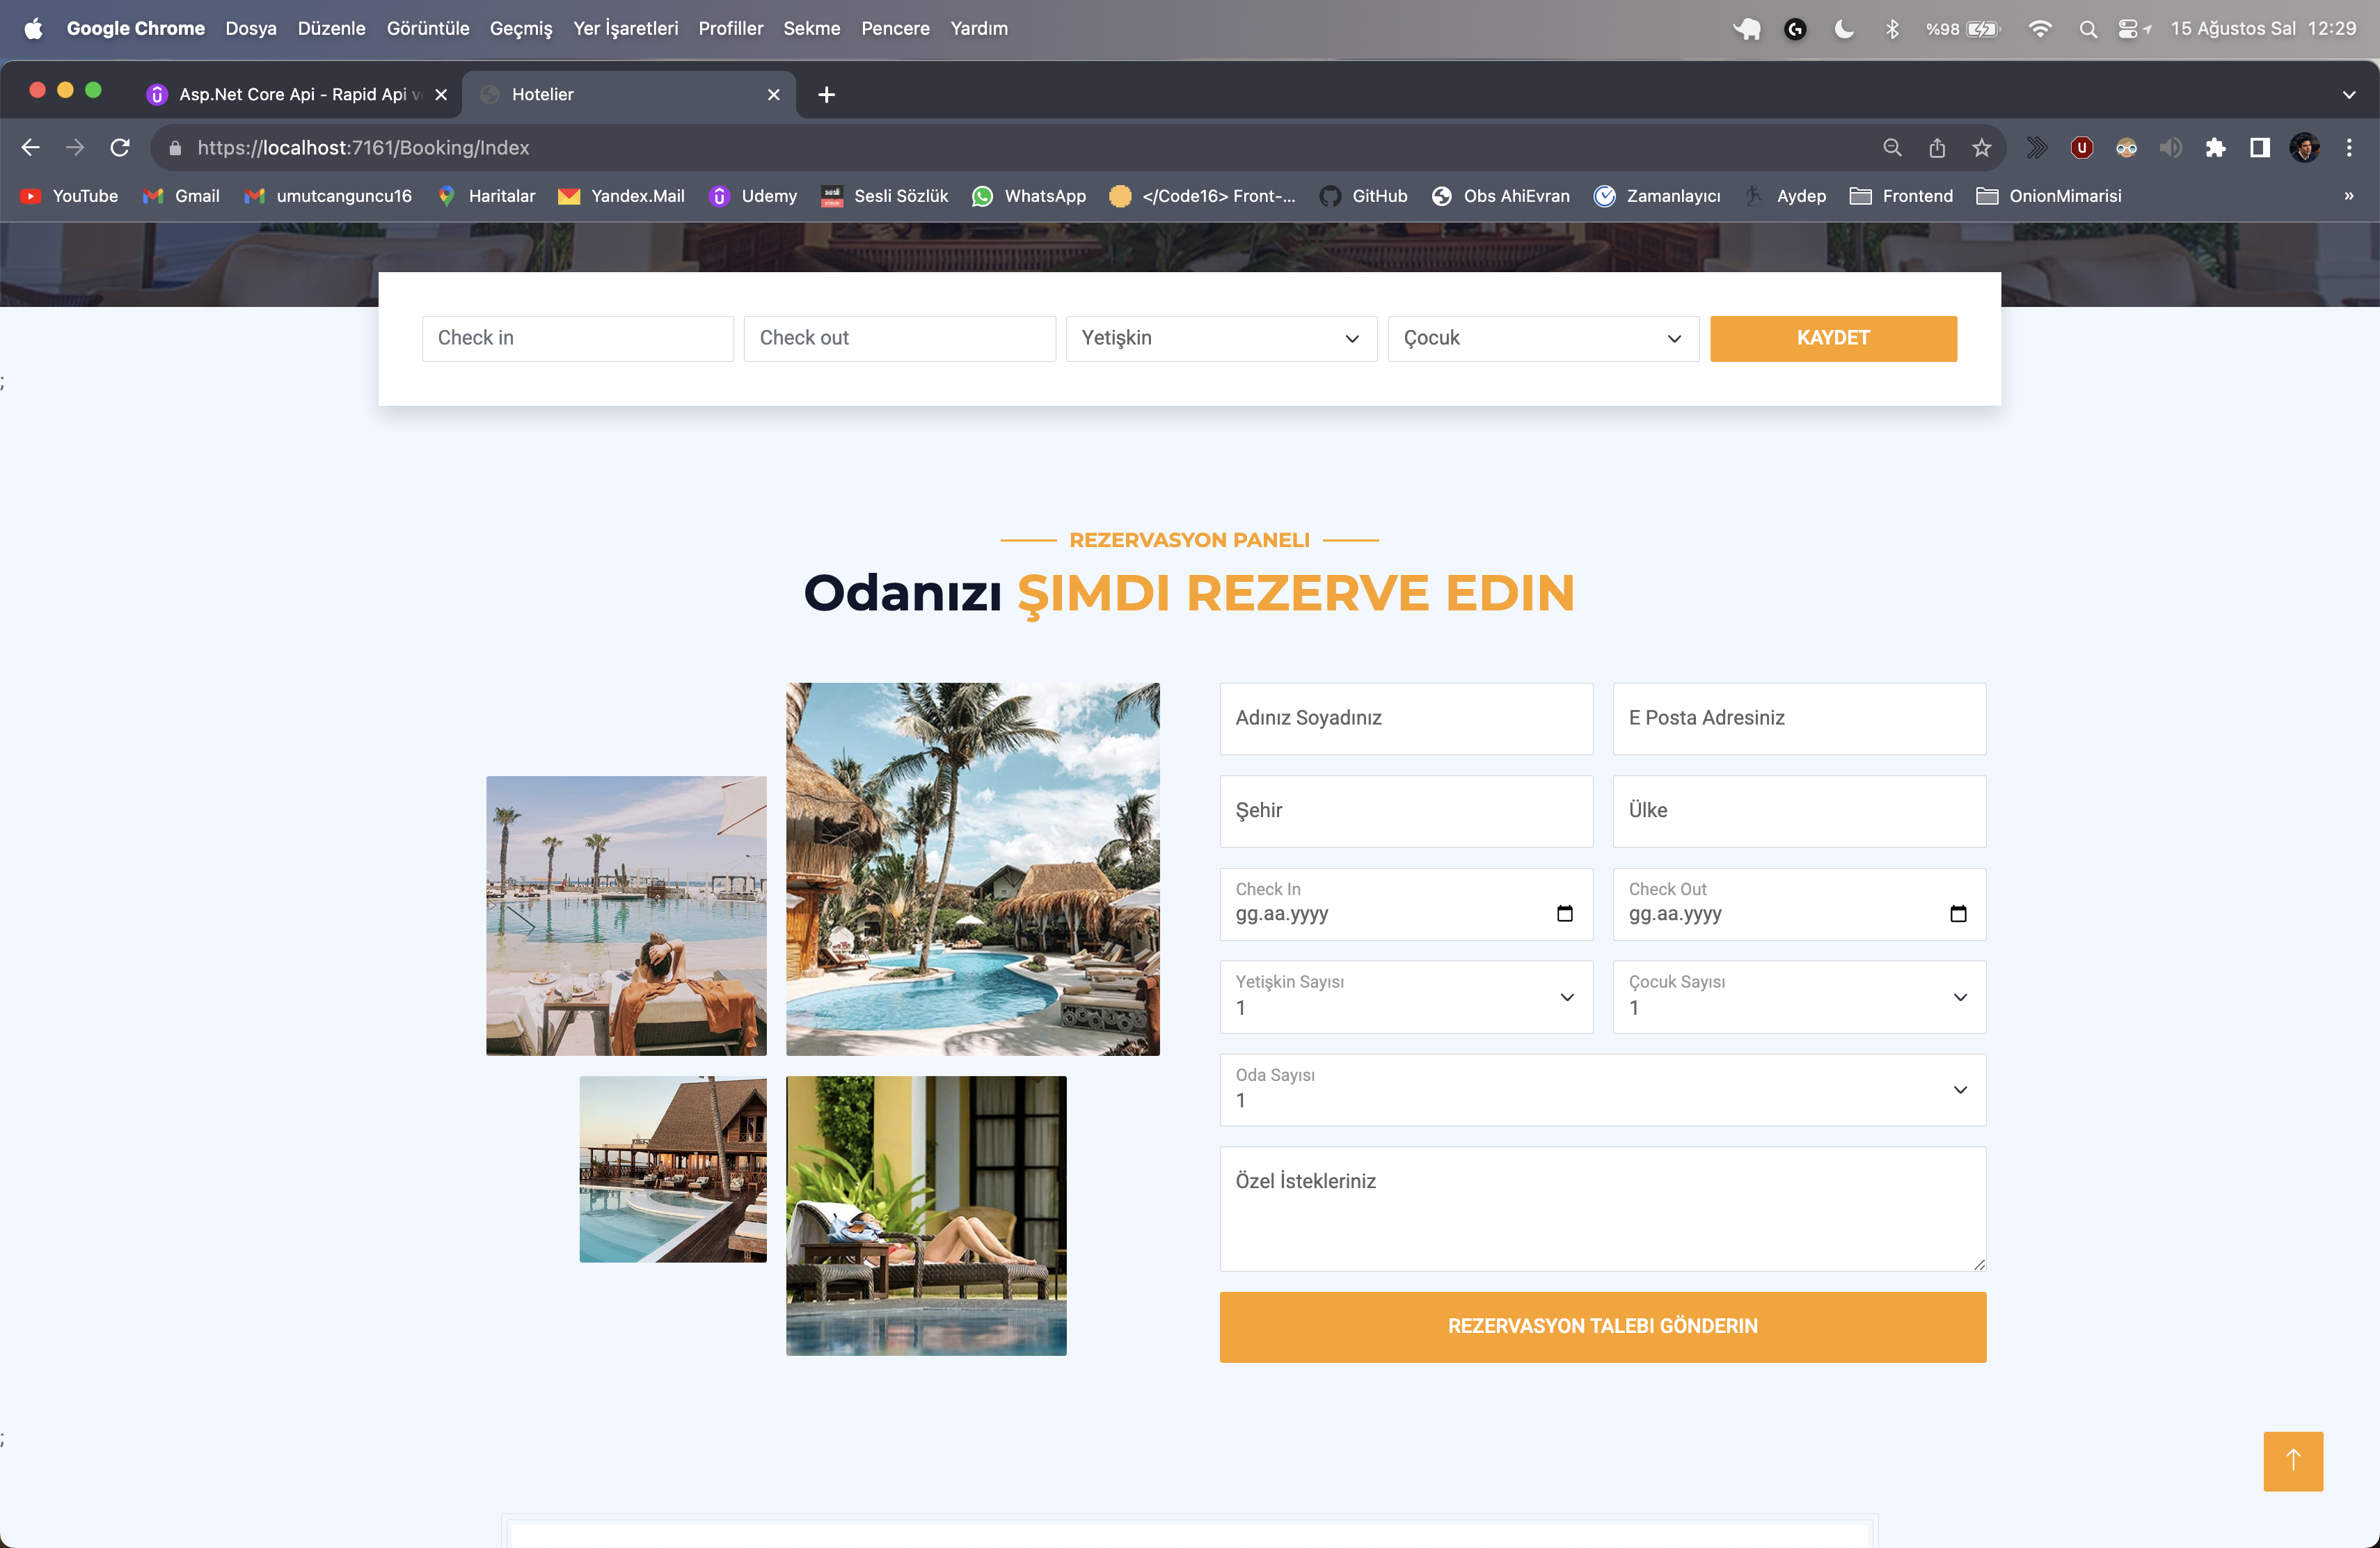 Google Chrome Dosya Düzenle Görüntüle Geçmiş Yer İşaretleri Profiller Sekme Pencere Yardım %98 15 Ağustos Sal 12:29
Asp.Net Core Api - Rapid Api v Hotelier
https://localhost:7161/Booking/Index
YouTube Gmail umutcanguncu16 Haritalar Yandex.Mail Udemy Sesli Sözlük WhatsApp </Code16> Front-... GitHub Obs AhiEvran Zamanlayıcı Aydep Frontend OnionMimarisi »
Check in Check out Yetişkin Çocuk KAYDET
;
REZERVASYON PANELI
Odanızı ŞIMDI REZERVE EDIN
Adınız Soyadınız E Posta Adresiniz
Şehir Ülke
Check In Check Out
gg.aa.yyyy gg.aa.yyyy
Yetişkin Sayısı Çocuk Sayısı
1 1
Oda Sayısı
1
Özel İstekleriniz
REZERVASYON TALEBI GÖNDERIN
;